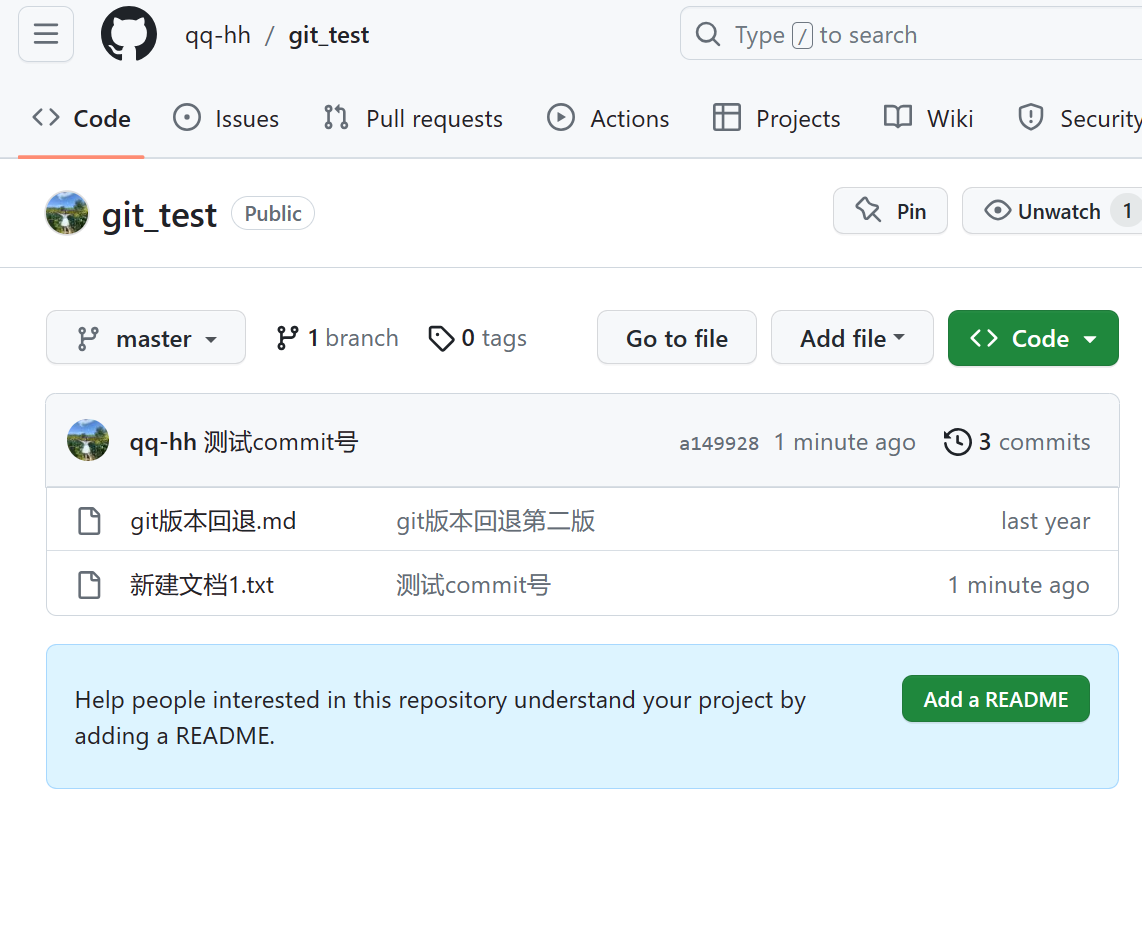 qq-hh / git_test Type / to search
Code Issues Pull requests Actions Projects Wiki Security
git_test Public Pin Unwatch 1
master 1 branch 0 tags Go to file Add file Code
qq-hh 测试commit号 a149928 1 minute ago 3 commits
git版本回退.md git版本回退第二版 last year
新建文档1.txt 测试commit号 1 minute ago
Help people interested in this repository understand your project by
adding a README.
Add a README